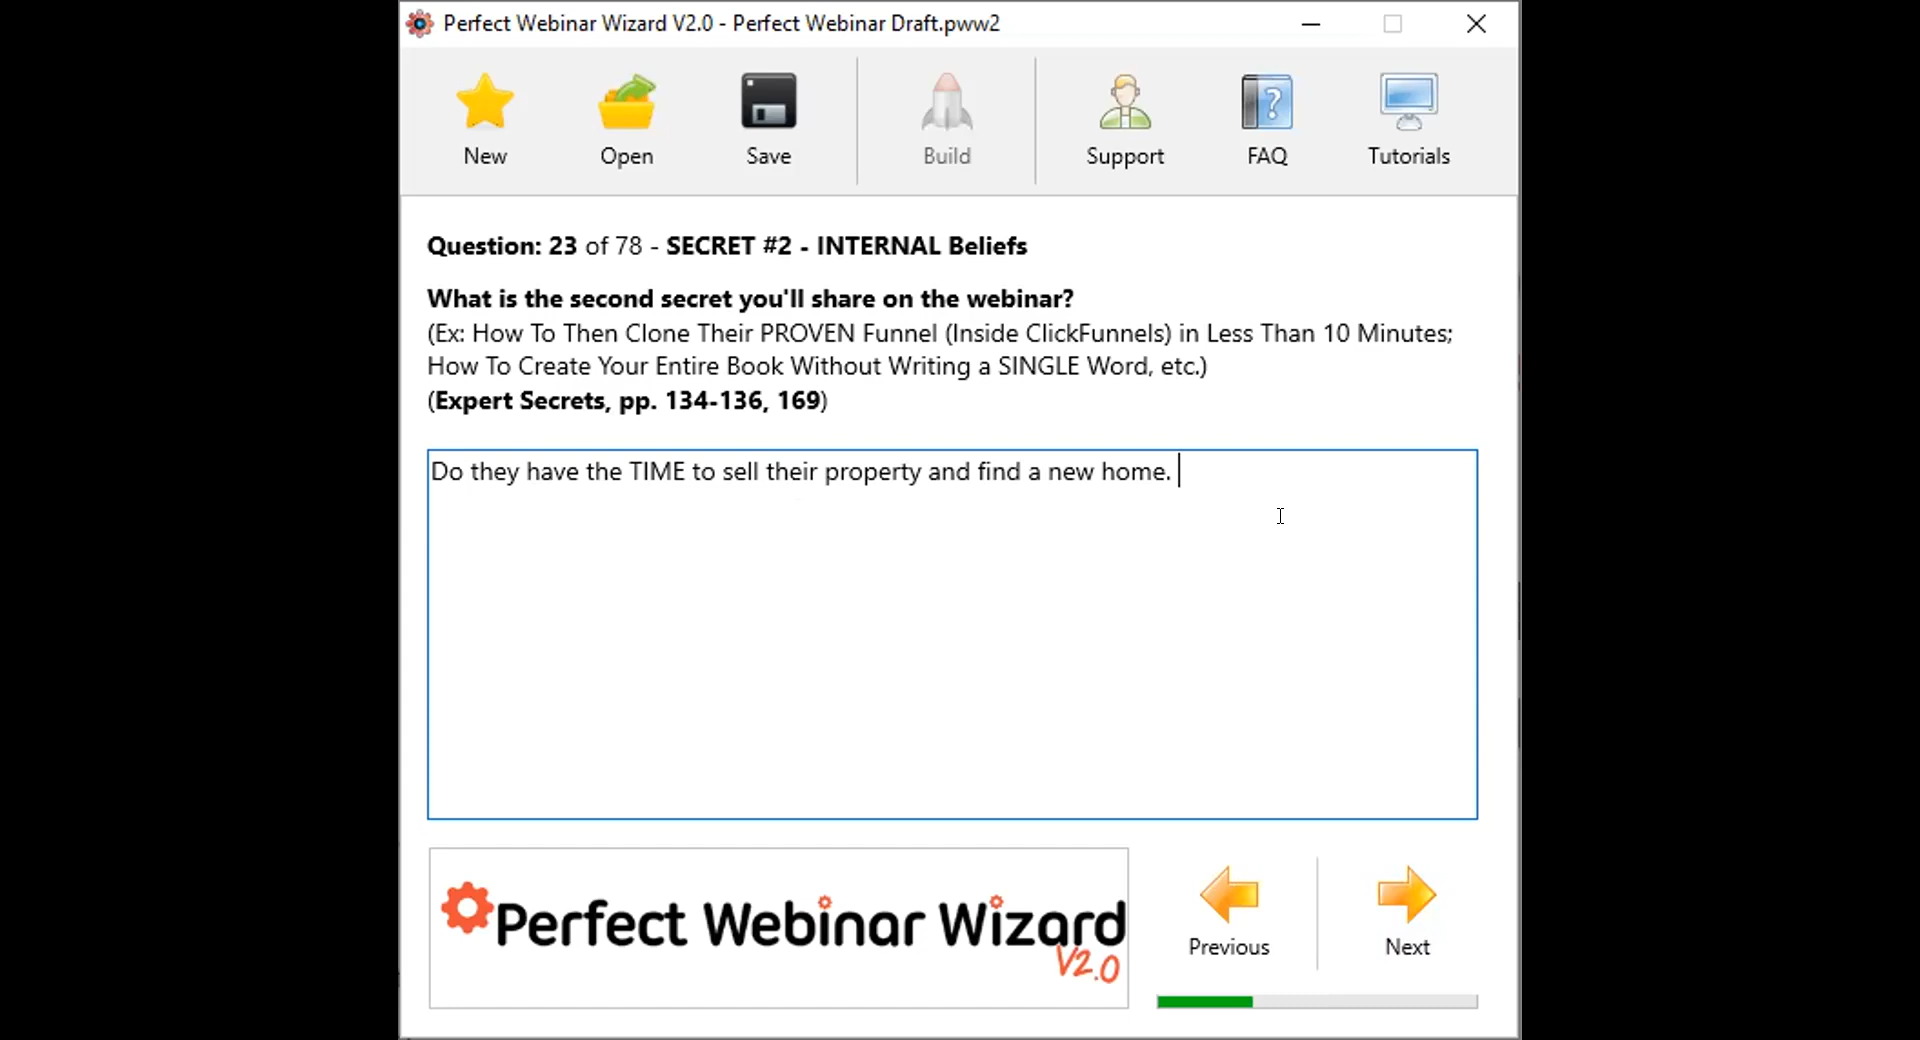 Perfect Webinar Wizard V2.0 - Perfect Webinar Draft.pww2
New Open Save Build Support FAQ Tutorials
Question: 23 of 78 - SECRET #2 - INTERNAL Beliefs
What is the second secret you'll share on the webinar?
(Ex: How To Then Clone Their PROVEN Funnel (Inside ClickFunnels) in Less Than 10 Minutes;
How To Create Your Entire Book Without Writing a SINGLE Word, etc.)
(Expert Secrets, pp. 134-136, 169)
Do they have the TIME to sell their property and find a new home.
Perfect Webinar Wizard
V2.0
Previous Next